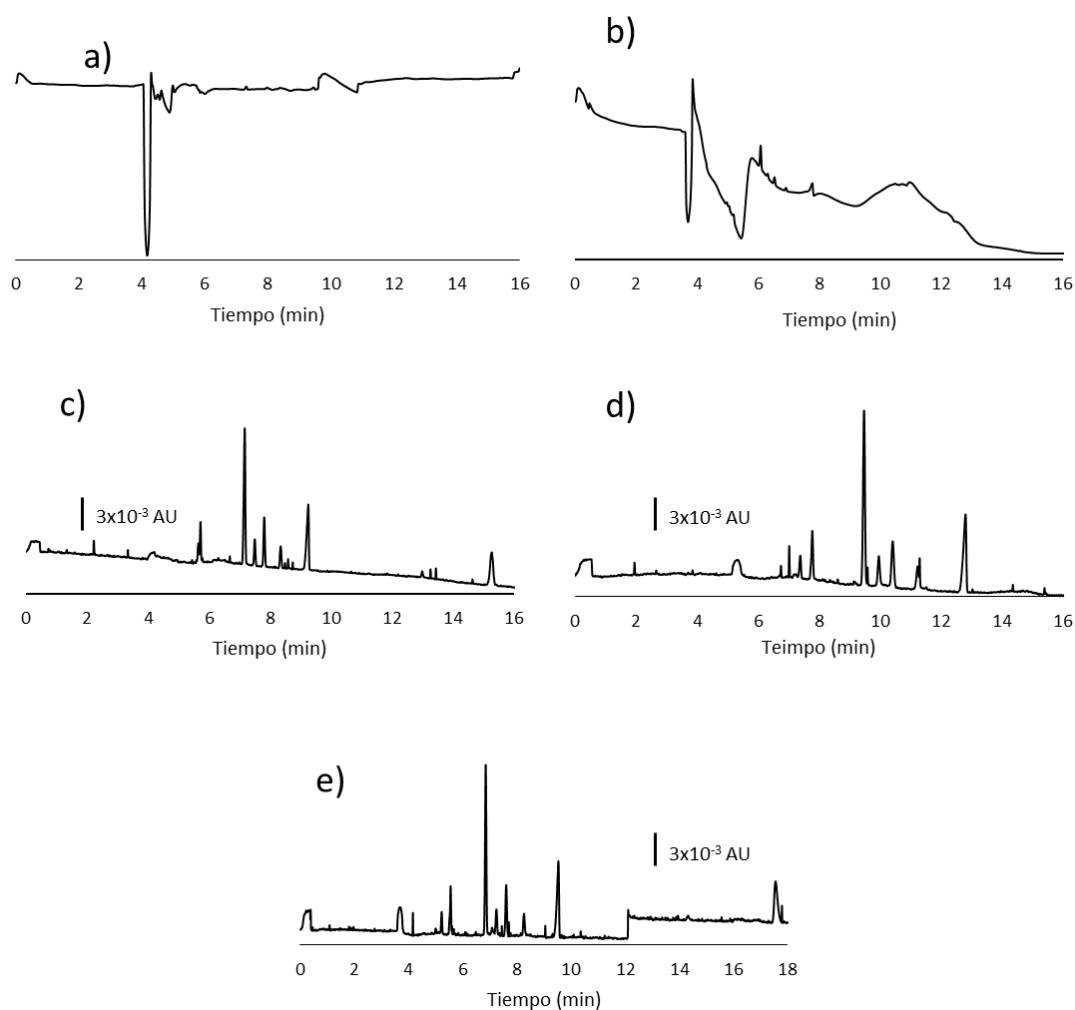 a)
b)
0 2 4 6 8 10 12 14 16
0 2 4 6 8 10 12 14 16
Tiempo (min)
Tiempo (min)
c)
d)
3x10-3 AU
3x10-3 AU
0 2 4 6 8 10 12 14 16
0 2 4 6 8 10 12 14 16
Tiempo (min)
Teimpo (min)
e)
3x10-3 AU
0 2 4 6 8 10 12 14 16 18
Tiempo (min)